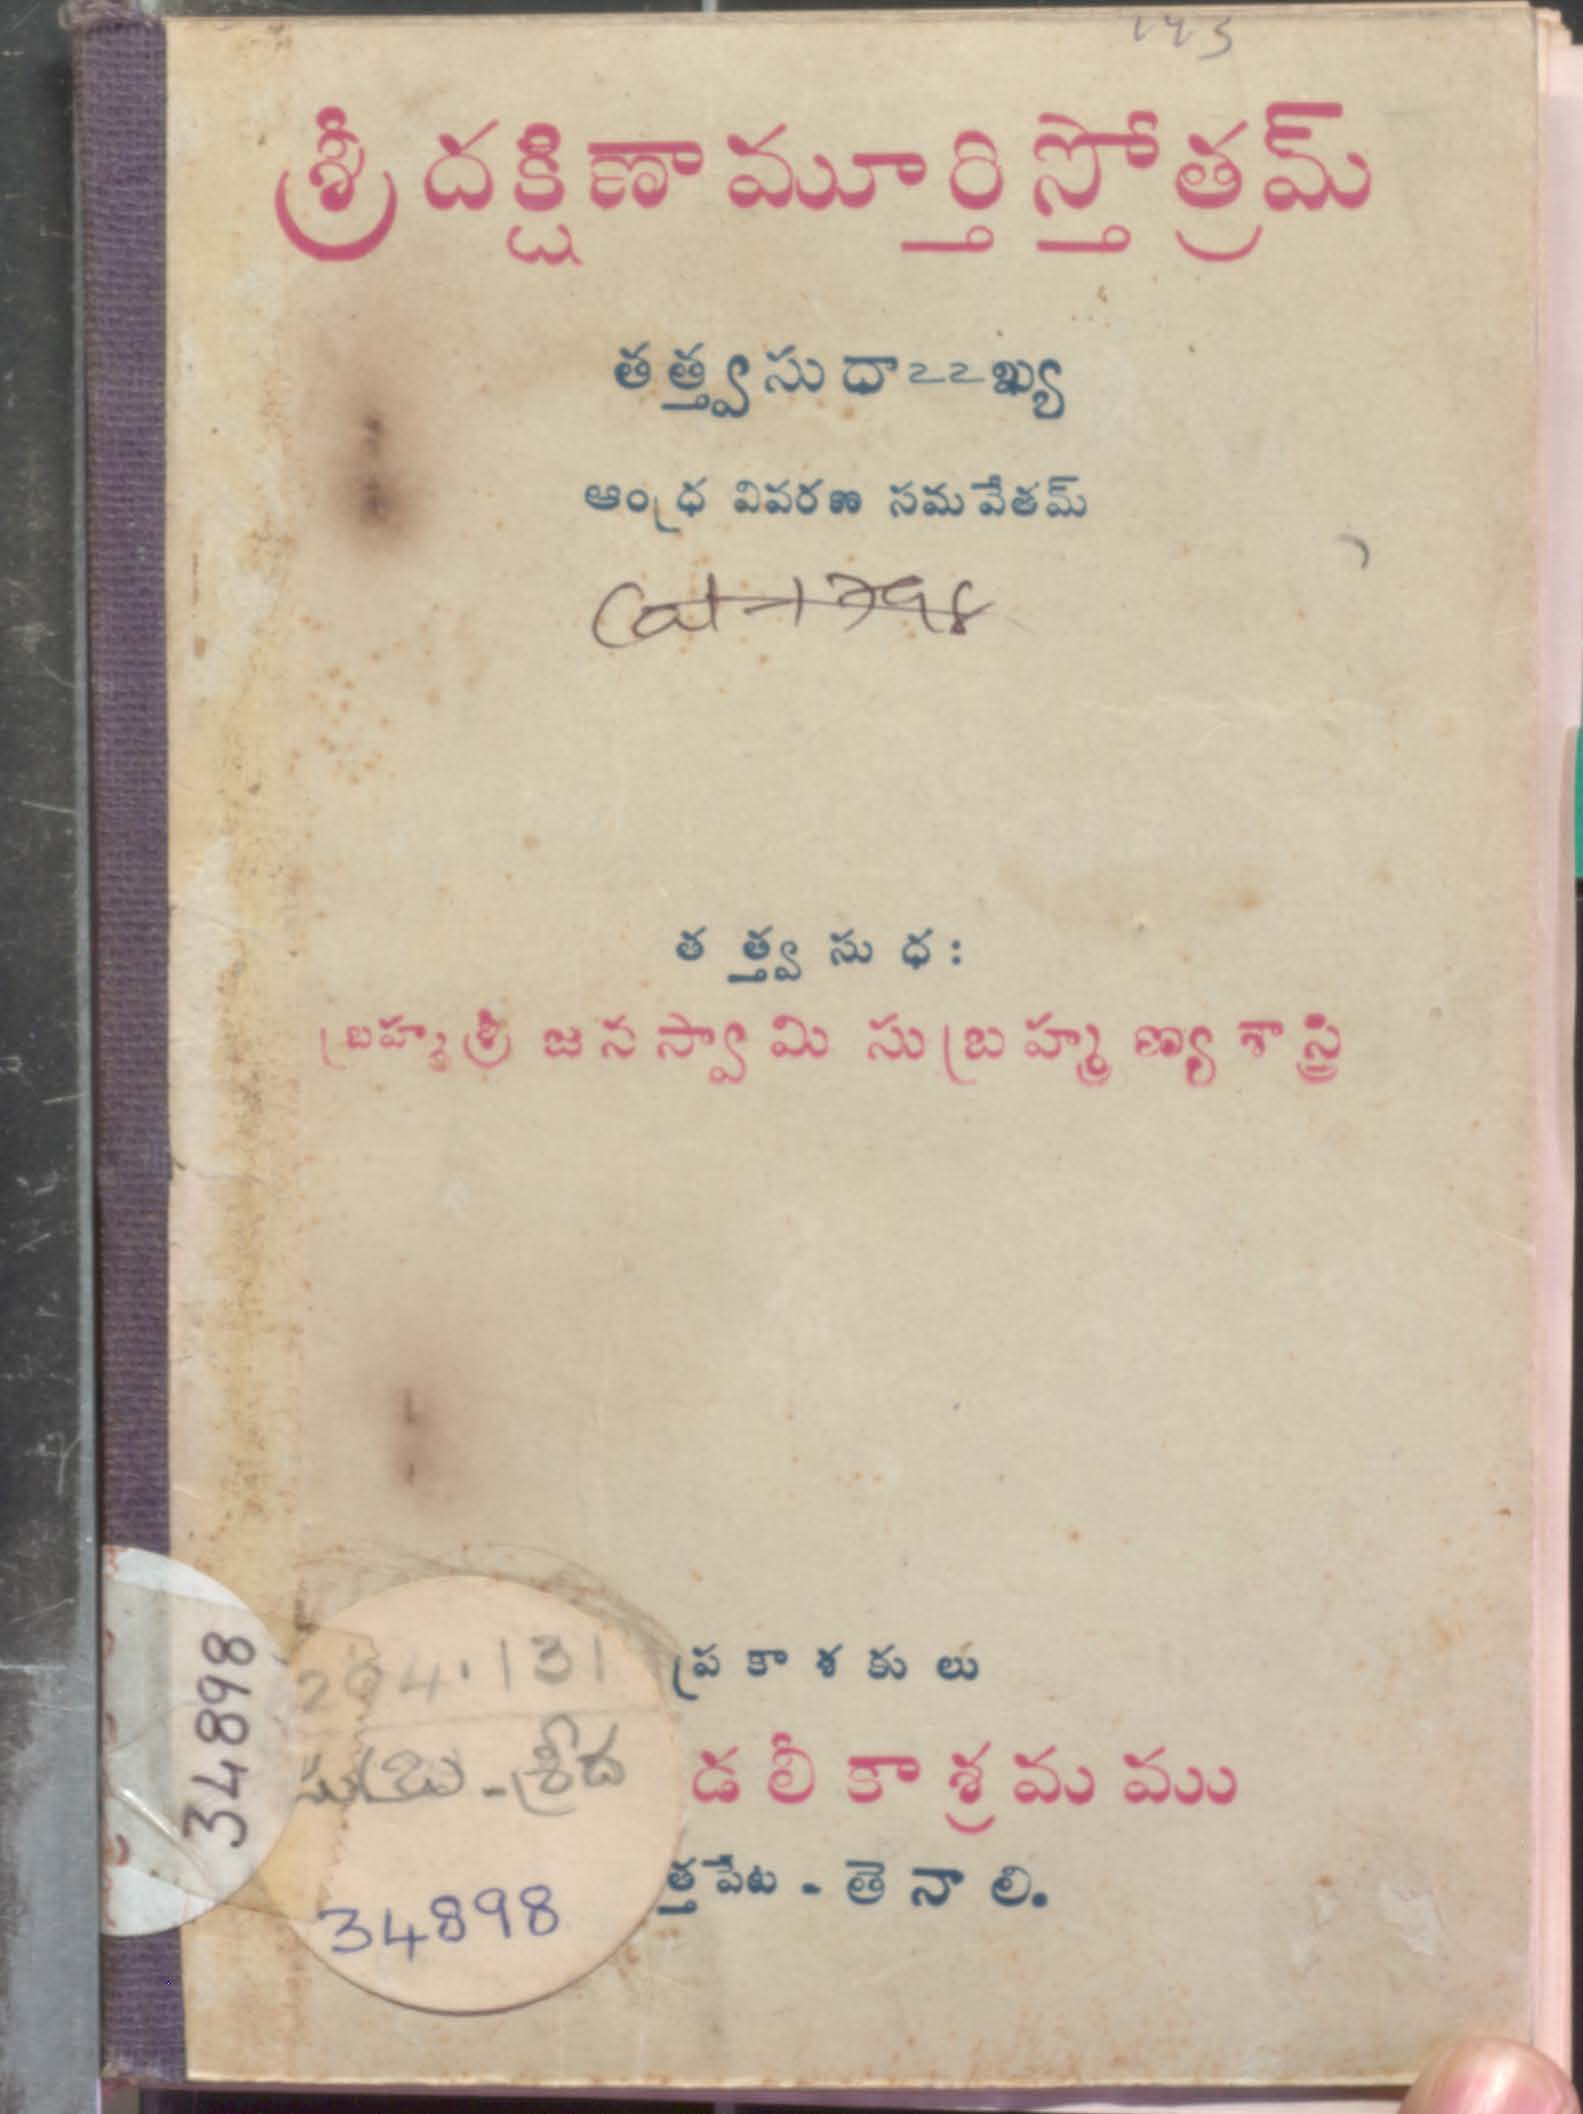 శ్రీదక్షిణామూర్తిస్తోత్రమ్
తత్త్వసుధాఽఽఖ్య
ఆంధ్ర వివరణ సమవేతమ్
తత్త్వసుధ:
బ్రహ్మశ్రీ జనస్వామి సుబ్రహ్మణ్యశాస్త్రి
ప్రకాశకులు
డలీకాశ్రమము
త్తపేట - తెనాలి.
294.131
సుబ్ర - శ్రీద
34898
34898